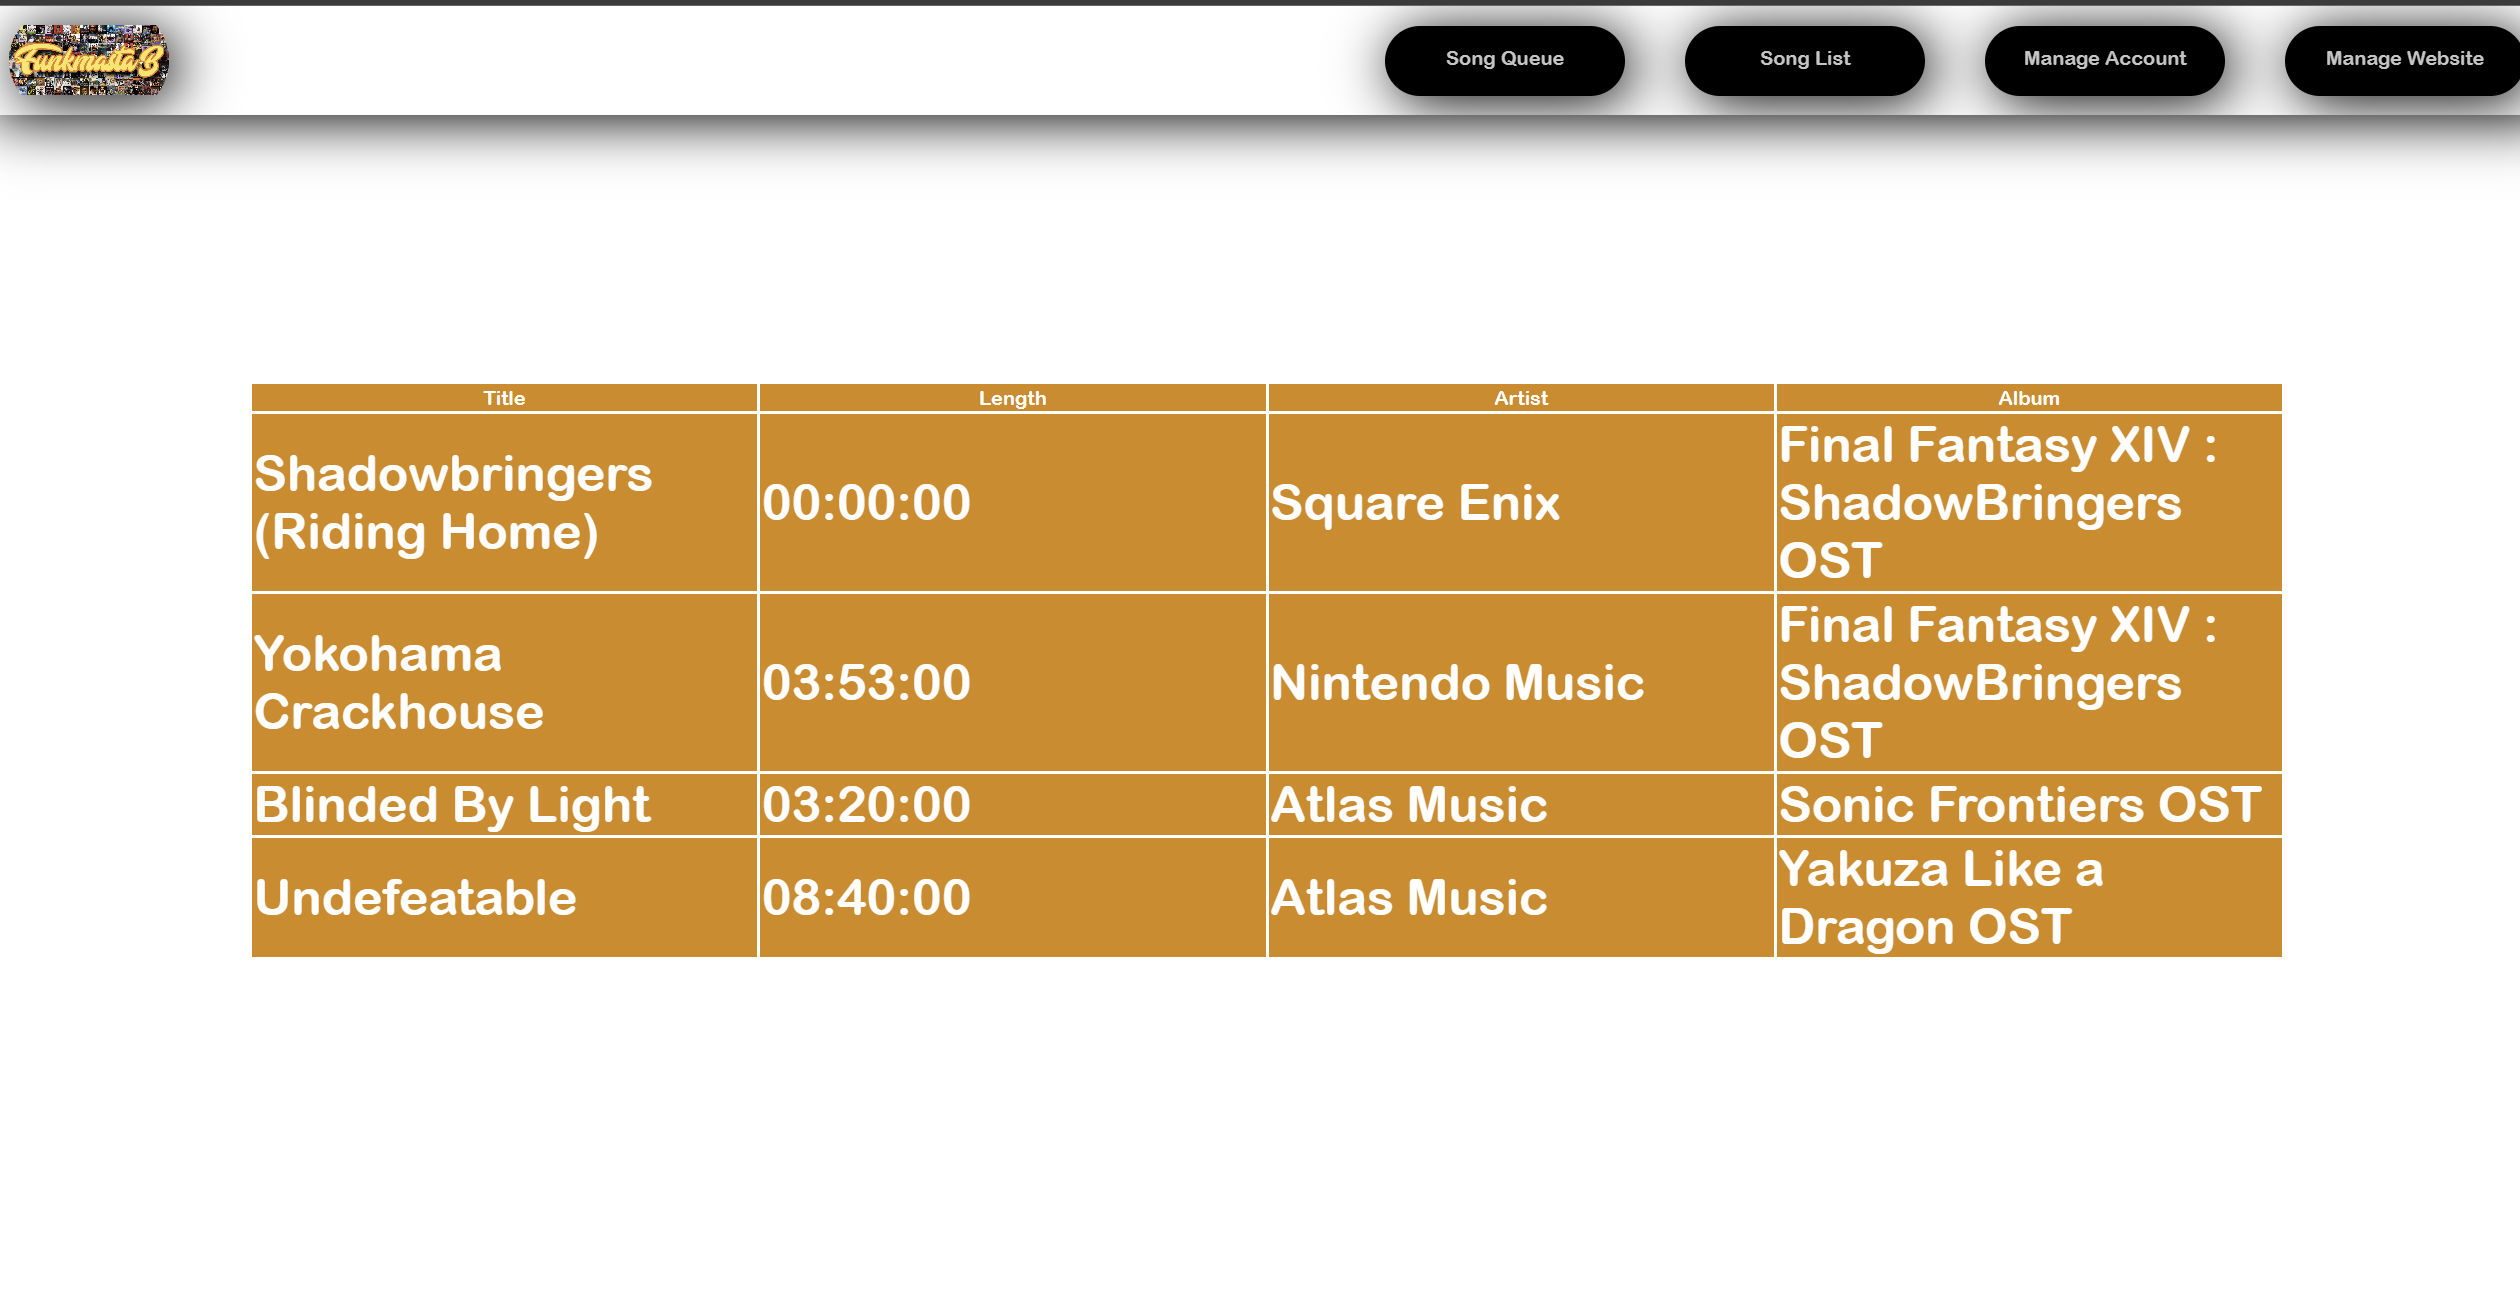 Funkmasta B
Song Queue
Song List
Manage Account
Manage Website
Title
Length
Artist
Album
Shadowbringers
(Riding Home)
00:00:00
Square Enix
Final Fantasy XIV :
ShadowBringers
OST
Yokohama
Crackhouse
03:53:00
Nintendo Music
Final Fantasy XIV :
ShadowBringers
OST
Blinded By Light
03:20:00
Atlas Music
Sonic Frontiers OST
Undefeatable
08:40:00
Atlas Music
Yakuza Like a
Dragon OST